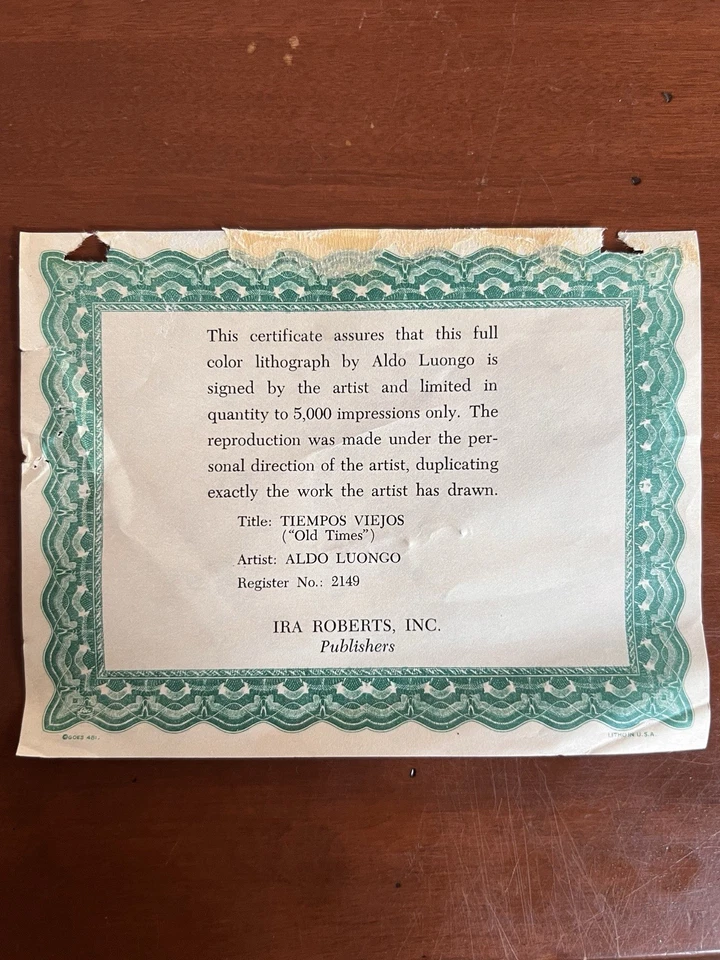 This certificate assures that this full
color lithograph by Aldo Luongo is
signed by the artist and limited in
quantity to 5,000 impressions only. The
reproduction was made under the per-
sonal direction of the artist, duplicating
exactly the work the artist has drawn.
Title: TIEMPOS VIEJOS
("Old Times")
Artist: ALDO LUONGO
Register No.: 2149
IRA ROBERTS, INC.
Publishers
©GOES 451.
LITHO IN U.S.A.